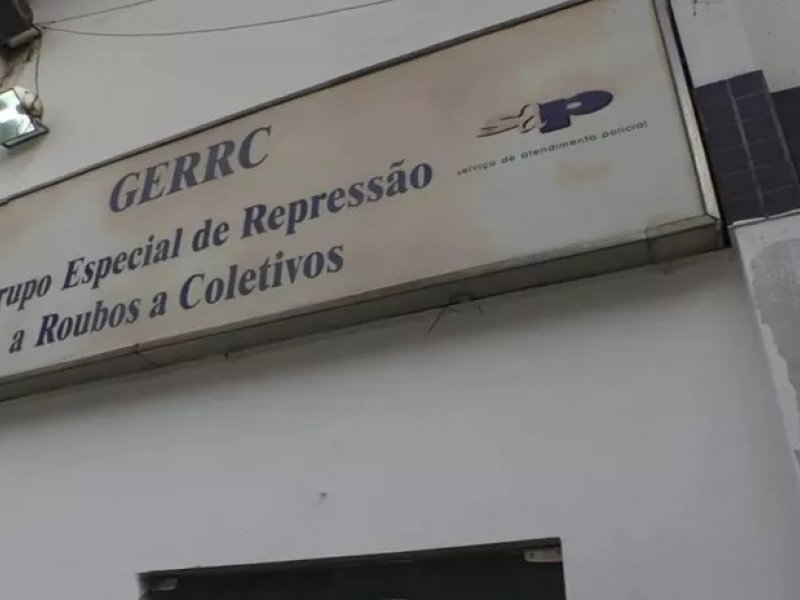 GERRC
rupo Especial de Repressão
a Roubos a Coletivos
sap
serviço de atendimento policial